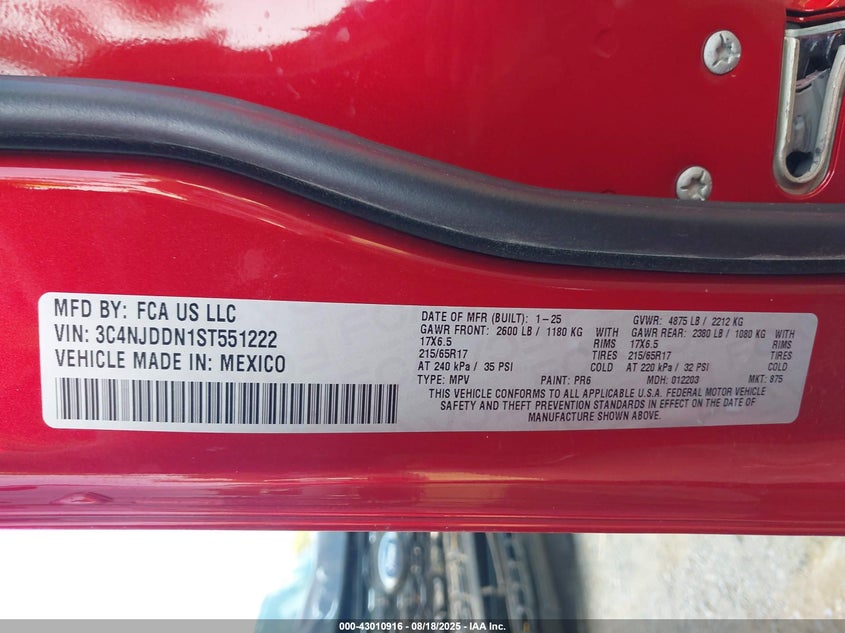 MFD BY: FCA US LLC
VIN: 3C4NJDDN1ST551222
VEHICLE MADE IN: MEXICO
DATE OF MFR (BUILT): 1-25 GVWR: 4875 LB / 2212 KG
GAWR FRONT: 2600 LB / 1180 KG GAWR REAR: 2380 LB / 1080 KG
17X6.5 RIMS 17X6.5 RIMS
215/65R17 TIRES 215/65R17 TIRES
AT 240 kPa / 35 PSI COLD AT 220 kPa / 32 PSI COLD
TYPE: MPV PAINT: PR6 MDH: 012203 MKT: 875
THIS VEHICLE CONFORMS TO ALL APPLICABLE U.S.A. FEDERAL MOTOR VEHICLE
SAFETY AND THEFT PREVENTION STANDARDS IN EFFECT ON THE DATE OF
MANUFACTURE SHOWN ABOVE.
000-43010916 - 08/18/2025 - IAA Inc.